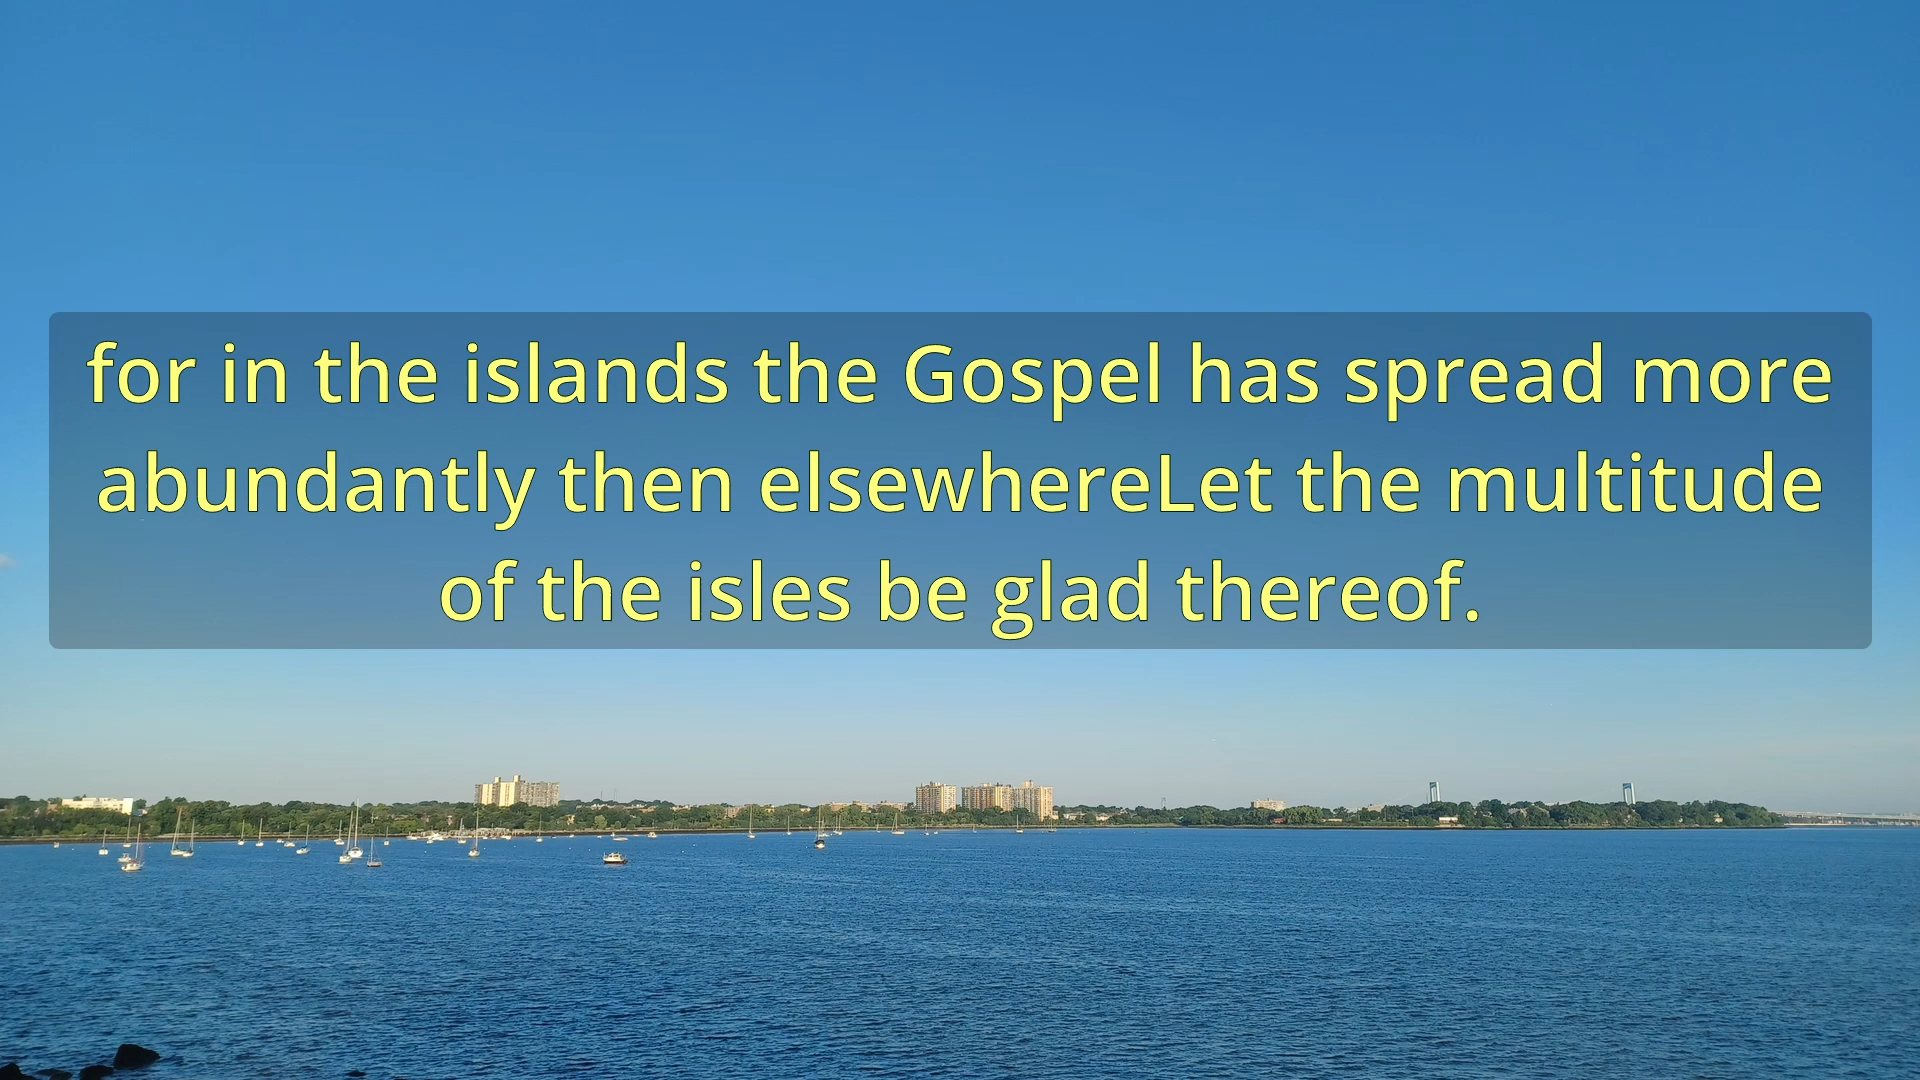 for in the islands the Gospel has spread more
abundantly then elsewhereLet the multitude
of the isles be glad thereof.